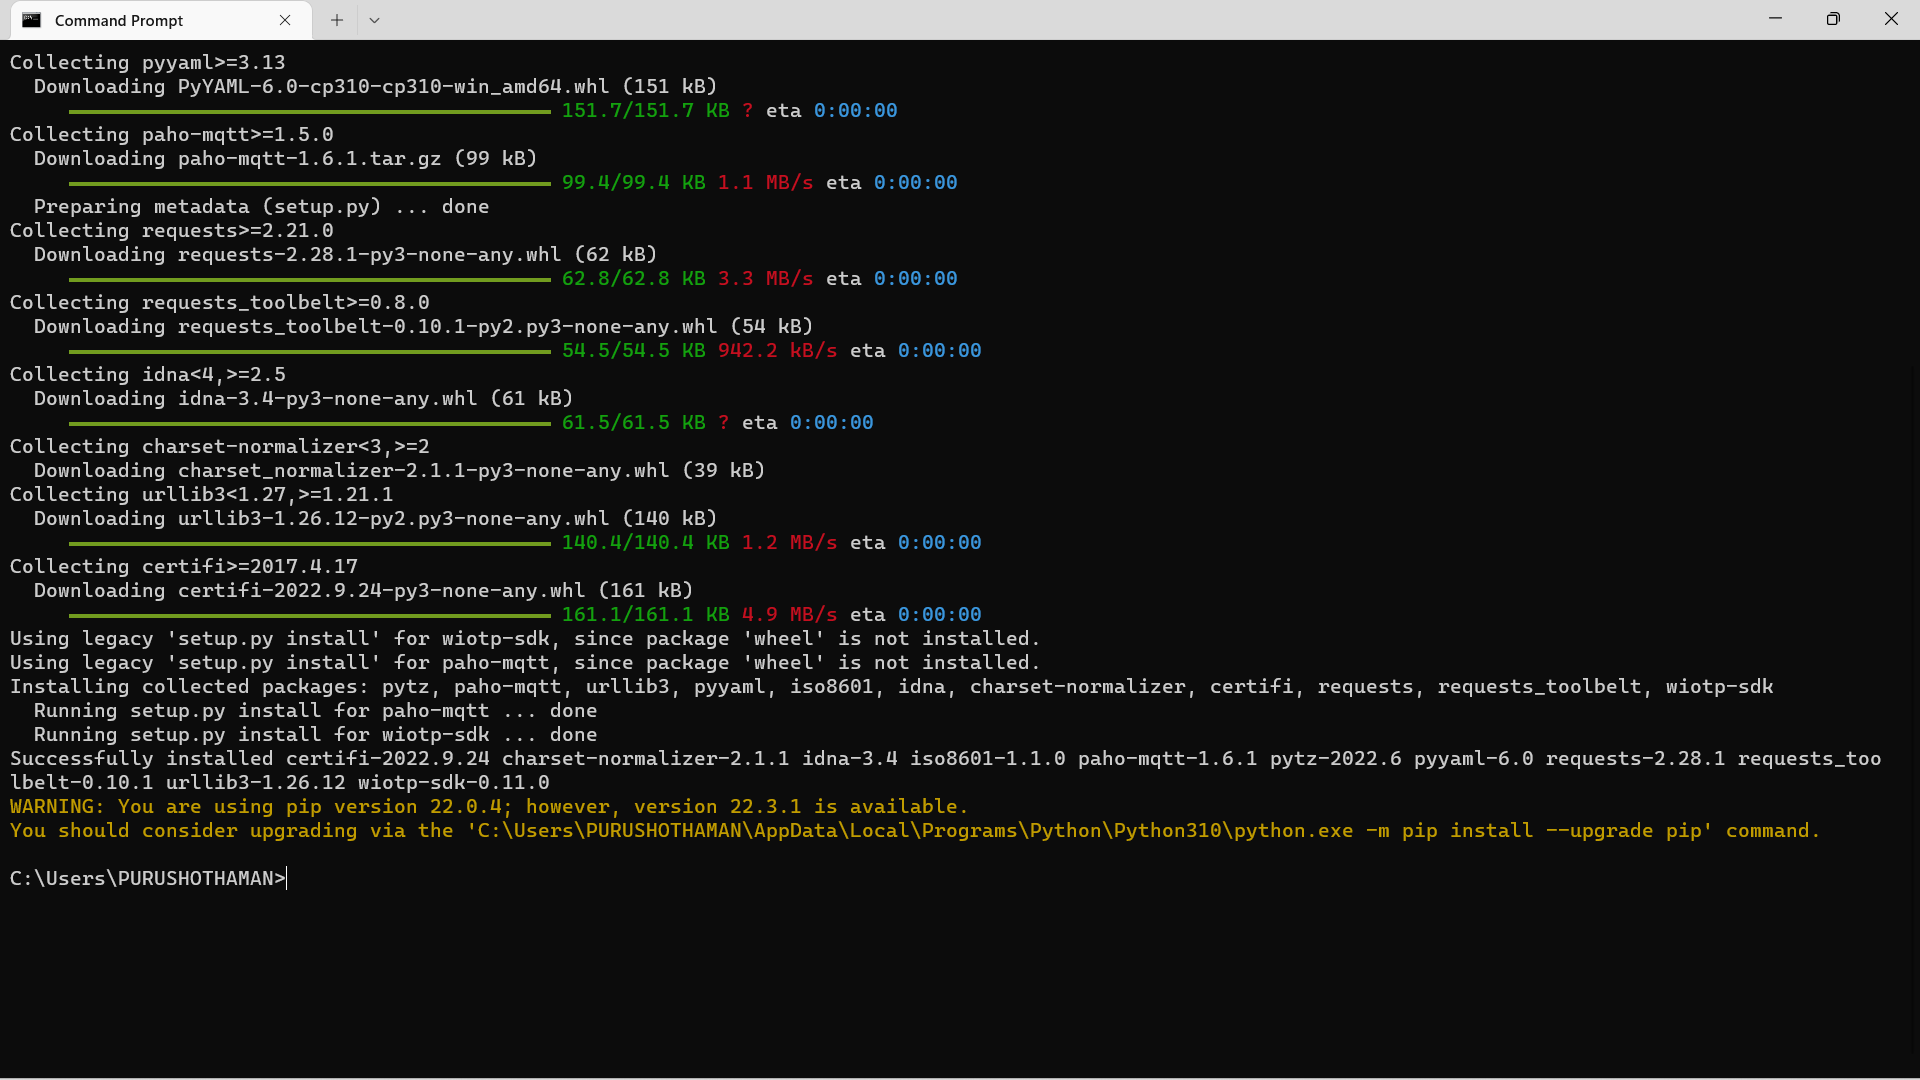 Command Prompt
Collecting pyyaml>=3.13
Downloading PyYAML-6.0-cp310-cp310-win_amd64.whl (151 kB)
151.7/151.7 KB ? eta 0:00:00
Collecting paho-mqtt>=1.5.0
Downloading paho-mqtt-1.6.1.tar.gz (99 kB)
99.4/99.4 KB 1.1 MB/s eta 0:00:00
Preparing metadata (setup.py) ... done
Collecting requests>=2.21.0
Downloading requests-2.28.1-py3-none-any.whl (62 kB)
62.8/62.8 KB 3.3 MB/s eta 0:00:00
Collecting requests_toolbelt>=0.8.0
Downloading requests_toolbelt-0.10.1-py2.py3-none-any.whl (54 kB)
54.5/54.5 KB 942.2 kB/s eta 0:00:00
Collecting idna<4,>=2.5
Downloading idna-3.4-py3-none-any.whl (61 kB)
61.5/61.5 KB ? eta 0:00:00
Collecting charset-normalizer<3,>=2
Downloading charset_normalizer-2.1.1-py3-none-any.whl (39 kB)
Collecting urllib3<1.27,>=1.21.1
Downloading urllib3-1.26.12-py2.py3-none-any.whl (140 kB)
140.4/140.4 KB 1.2 MB/s eta 0:00:00
Collecting certifi>=2017.4.17
Downloading certifi-2022.9.24-py3-none-any.whl (161 kB)
161.1/161.1 KB 4.9 MB/s eta 0:00:00
Using legacy 'setup.py install' for wiotp-sdk, since package 'wheel' is not installed.
Using legacy 'setup.py install' for paho-mqtt, since package 'wheel' is not installed.
Installing collected packages: pytz, paho-mqtt, urllib3, pyyaml, iso8601, idna, charset-normalizer, certifi, requests, requests_toolbelt, wiotp-sdk
Running setup.py install for paho-mqtt ... done
Running setup.py install for wiotp-sdk ... done
Successfully installed certifi-2022.9.24 charset-normalizer-2.1.1 idna-3.4 iso8601-1.1.0 paho-mqtt-1.6.1 pytz-2022.6 pyyaml-6.0 requests-2.28.1 requests_too
lbelt-0.10.1 urllib3-1.26.12 wiotp-sdk-0.11.0
WARNING: You are using pip version 22.0.4; however, version 22.3.1 is available.
You should consider upgrading via the 'C:\Users\PURUSHOTHAMAN\AppData\Local\Programs\Python\Python310\python.exe -m pip install --upgrade pip' command.
C:\Users\PURUSHOTHAMAN>